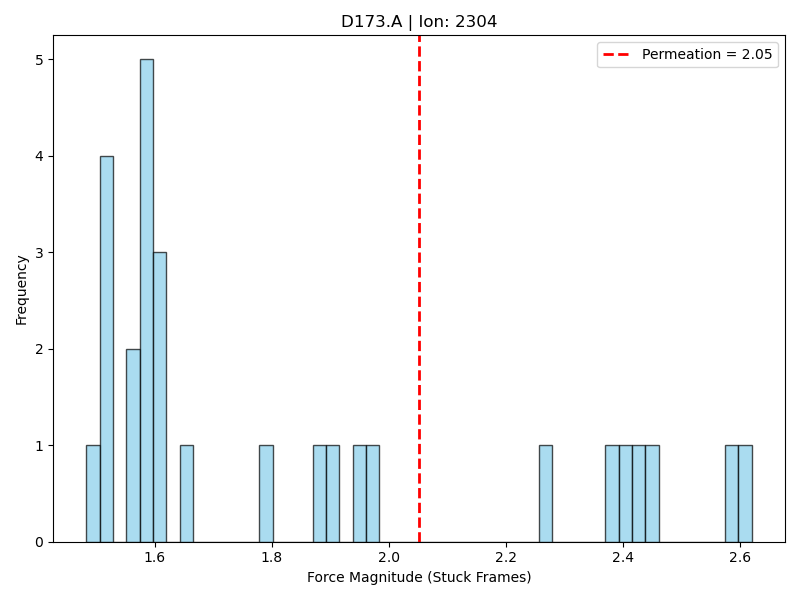 D173.A | Ion: 2304
Permeation = 2.05
Frequency
5
4
3
2
1
0
1.6 1.8 2.0 2.2 2.4 2.6
Force Magnitude (Stuck Frames)